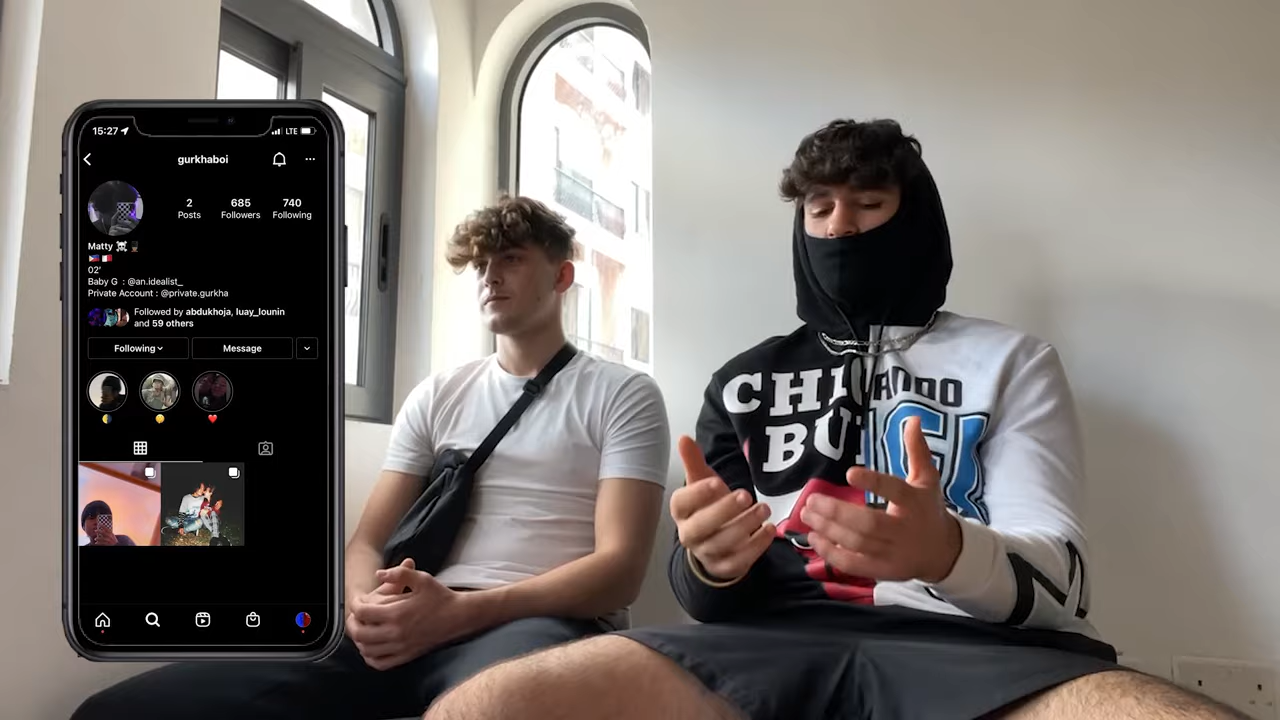 15:27
LTE
gurkhaboi
2 685 740
Posts Followers Following
Matty
02'
Baby G : @an.idealist_
Private Account : @private.gurkha
Followed by abdukhoja, luay_lounin
and 59 others
Following Message
CHIC
BU